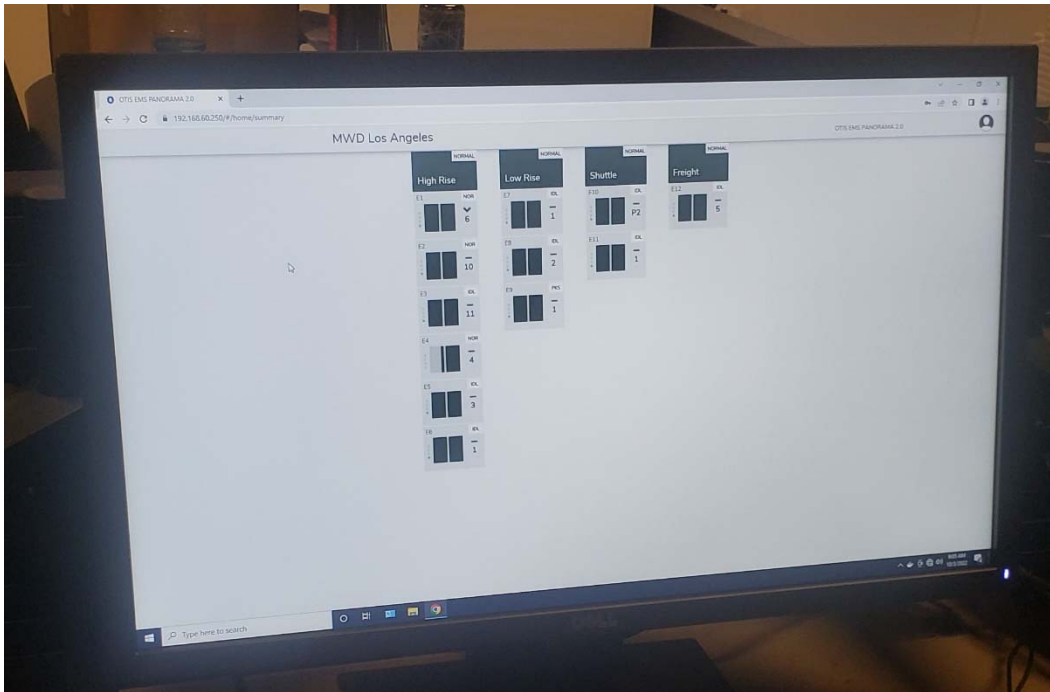 OTIS EMS PANORAMA 2.0
192.168.60.250/#/home/summary
MWD Los Angeles
OTIS EMS PANORAMA 2.0
NORMAL
High Rise
E1
NOR
6
E2
NOR
10
E3
IDL
11
E4
NOR
4
E5
IDL
3
E6
IDL
1
NORMAL
Low Rise
E7
IDL
1
E8
IDL
2
E9
PKS
1
NORMAL
Shuttle
E10
IDL
P2
E11
IDL
1
NORMAL
Freight
E12
IDL
5
Type here to search
9:05 AM